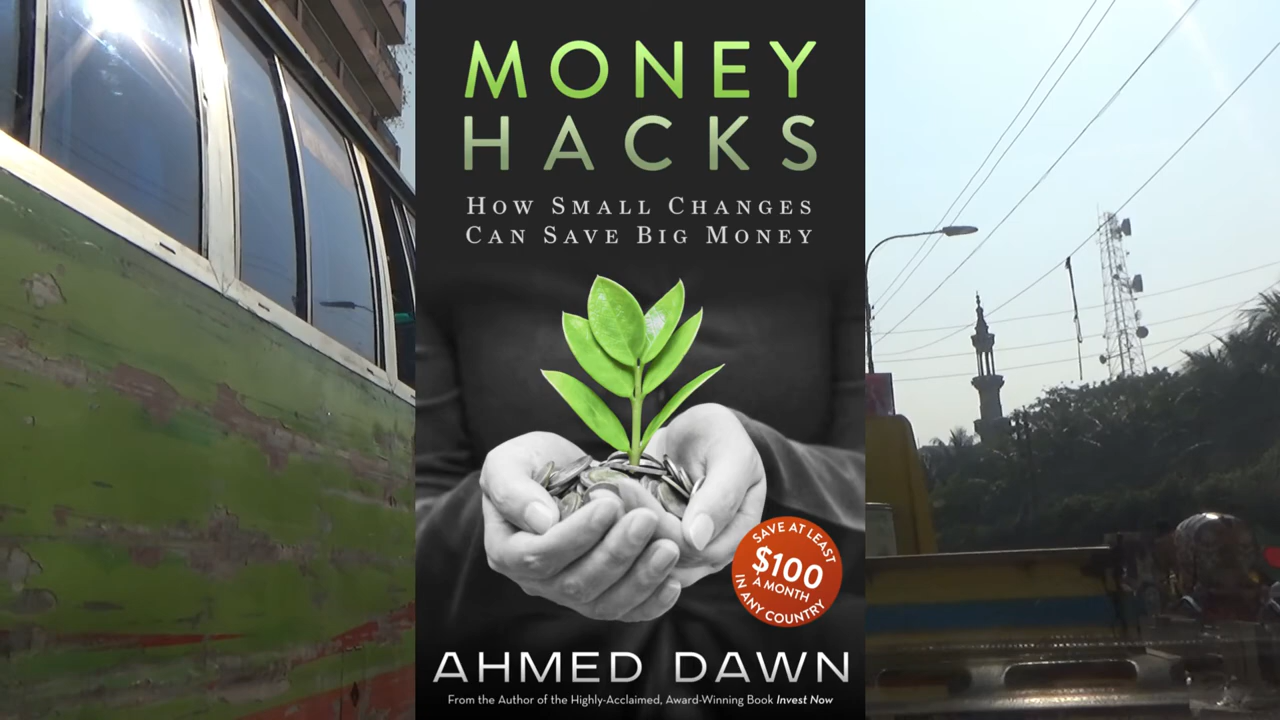 MONEY
HACKS
How Small Changes
Can Save Big Money
SAVE AT LEAST
$100
A MONTH
IN ANY COUNTRY
AHMED DAWN
From the Author of the Highly-Acclaimed, Award-Winning Book Invest Now